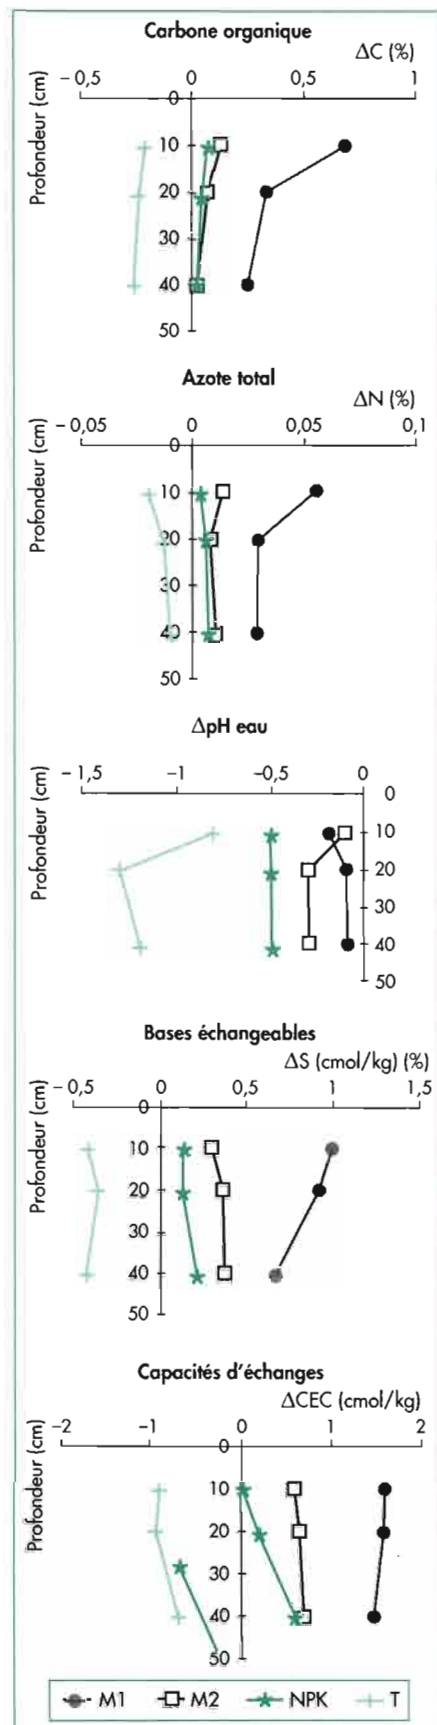 Carbone organique
ΔC (%)
−0,5 0 0,5 1
Profondeur (cm)
0
10
20
30
40
50
Azote total
ΔN (%)
−0,05 0 0,05 0,1
Profondeur (cm)
0
10
20
30
40
50
ΔpH eau
−1,5 −1 −0,5 0
Profondeur (cm)
0
10
20
30
40
50
Bases échangeables
ΔS (cmol/kg) (%)
−0,5 0 0,5 1 1,5
Profondeur (cm)
0
10
20
30
40
50
Capacités d'échanges
ΔCEC (cmol/kg)
−2 −1 0 1 2
Profondeur (cm)
0
10
20
30
40
50
M1 M2 NPK T